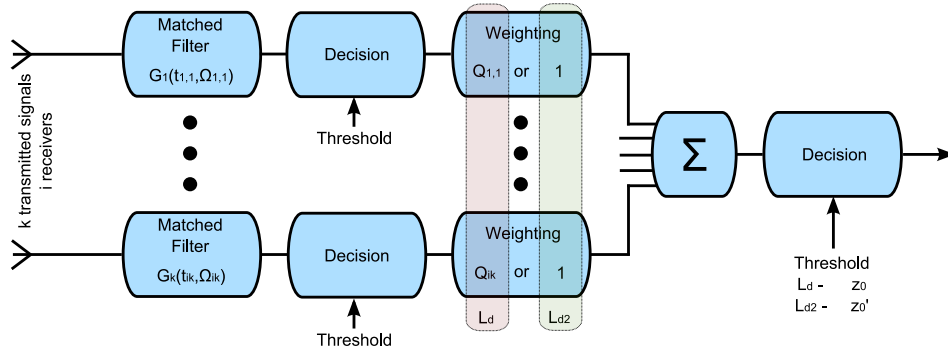 k transmitted signals
i receivers
Matched
Filter
G1(t1,1,Ω1,1)
Decision
Threshold
Weighting
Q1,1 or 1
Σ
Decision
Threshold
Ld - z0
Ld2 - z0'
Matched
Filter
Gk(tik,Ωik)
Decision
Threshold
Weighting
Qik or 1
Ld Ld2